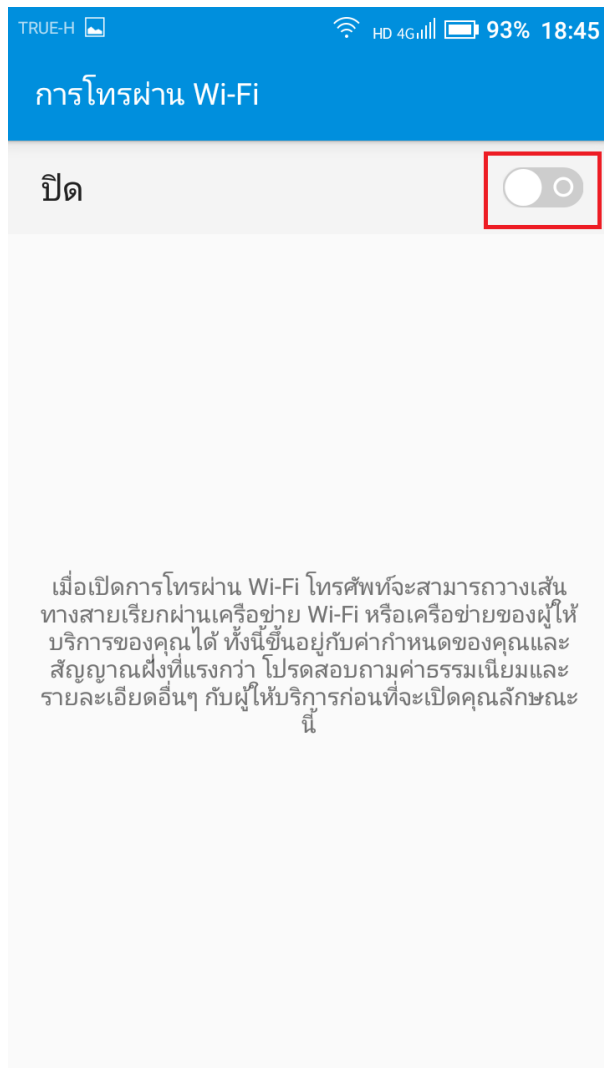 TRUE-H HD 4G 93% 18:45
การโทรผ่าน Wi-Fi
ปิด
เมื่อเปิดการโทรผ่าน Wi-Fi โทรศัพท์จะสามารถวางเส้น
ทางสายเรียกผ่านเครือข่าย Wi-Fi หรือเครือข่ายของผู้ให้
บริการของคุณได้ ทั้งนี้ขึ้นอยู่กับค่ากำหนดของคุณและ
สัญญาณฝั่งที่แรงกว่า โปรดสอบถามค่าธรรมเนียมและ
รายละเอียดอื่นๆ กับผู้ให้บริการก่อนที่จะเปิดคุณลักษณะ
นี้